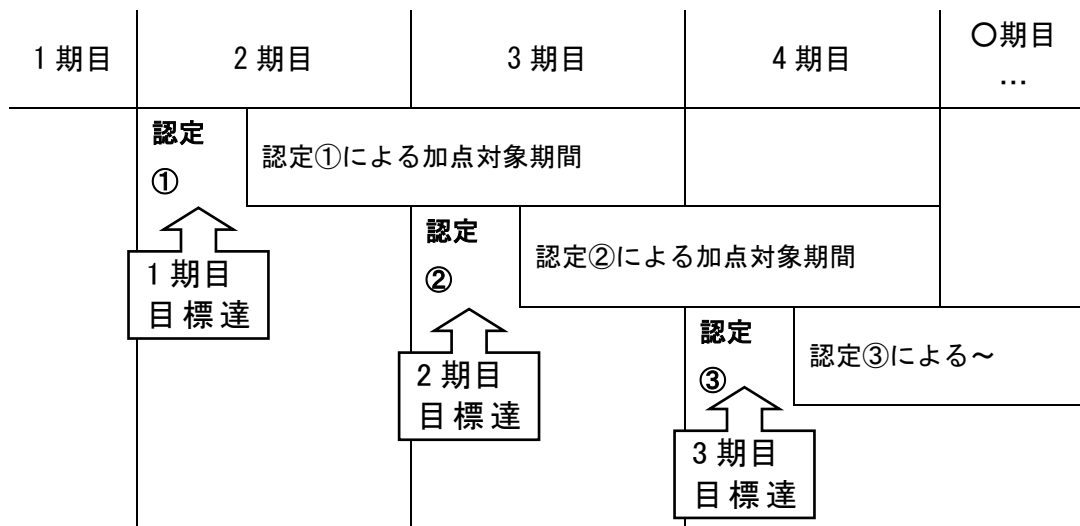 1期目
2期目
3期目
4期目
〇期目
…
認定
①
認定①による加点対象期間
1期目
目標達
認定
②
認定②による加点対象期間
2期目
目標達
認定
③
認定③による～
3期目
目標達